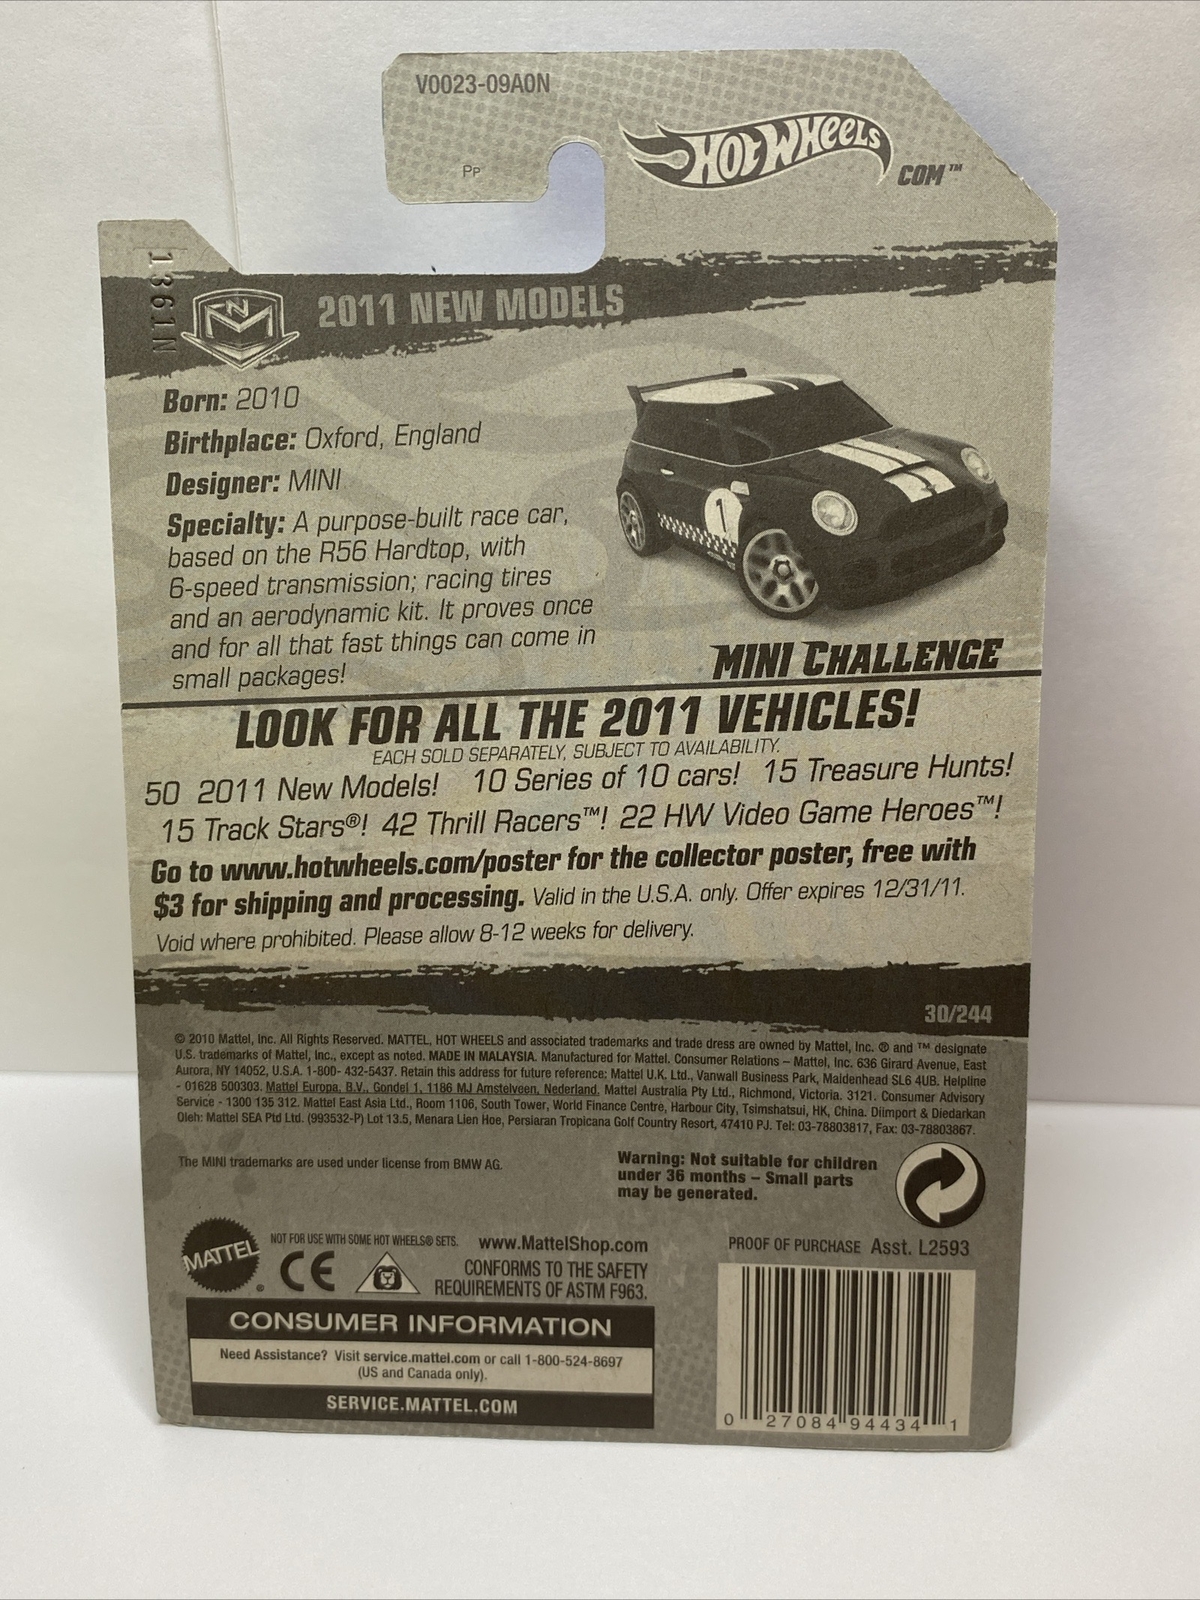 V0023-09A0N
Pp
HOT WHEELS
.COM™
1361N
NM
2011 NEW MODELS
Born: 2010
Birthplace: Oxford, England
Designer: MINI
Specialty: A purpose-built race car,
based on the R56 Hardtop, with
6-speed transmission; racing tires
and an aerodynamic kit. It proves once
and for all that fast things can come in
small packages!
1
MINI CHALLENGE
LOOK FOR ALL THE 2011 VEHICLES!
EACH SOLD SEPARATELY, SUBJECT TO AVAILABILITY.
50 2011 New Models! 10 Series of 10 cars! 15 Treasure Hunts!
15 Track Stars®! 42 Thrill Racers™! 22 HW Video Game Heroes™!
Go to www.hotwheels.com/poster for the collector poster, free with
$3 for shipping and processing. Valid in the U.S.A. only. Offer expires 12/31/11.
Void where prohibited. Please allow 8-12 weeks for delivery.
30/244
© 2010 Mattel, Inc. All Rights Reserved. MATTEL, HOT WHEELS and associated trademarks and trade dress are owned by Mattel, Inc. ® and ™ designate
U.S. trademarks of Mattel, Inc., except as noted. MADE IN MALAYSIA. Manufactured for Mattel. Consumer Relations – Mattel, Inc. 636 Girard Avenue, East
Aurora, NY 14052, U.S.A. 1-800- 432-5437. Retain this address for future reference: Mattel U.K. Ltd., Vanwall Business Park, Maidenhead SL6 4UB. Helpline
- 01628 500303. Mattel Europa, B.V., Gondel 1, 1186 MJ Amstelveen, Nederland. Mattel Australia Pty Ltd., Richmond, Victoria. 3121. Consumer Advisory
Service - 1300 135 312. Mattel East Asia Ltd., Room 1106, South Tower, World Finance Centre, Harbour City, Tsimshatsui, HK, China. Diimport & Diedarkan
Oleh: Mattel SEA Ptd Ltd. (993532-P) Lot 13.5, Menara Lien Hoe, Persiaran Tropicana Golf Country Resort, 47410 PJ. Tel: 03-78803817, Fax: 03-78803867.
The MINI trademarks are used under license from BMW AG.
Warning: Not suitable for children
under 36 months – Small parts
may be generated.
MATTEL®
NOT FOR USE WITH SOME HOT WHEELS® SETS.
CE
www.MattelShop.com
CONFORMS TO THE SAFETY
REQUIREMENTS OF ASTM F963.
PROOF OF PURCHASE Asst. L2593
CONSUMER INFORMATION
Need Assistance? Visit service.mattel.com or call 1-800-524-8697
(US and Canada only).
SERVICE.MATTEL.COM
0 27084 94434 1